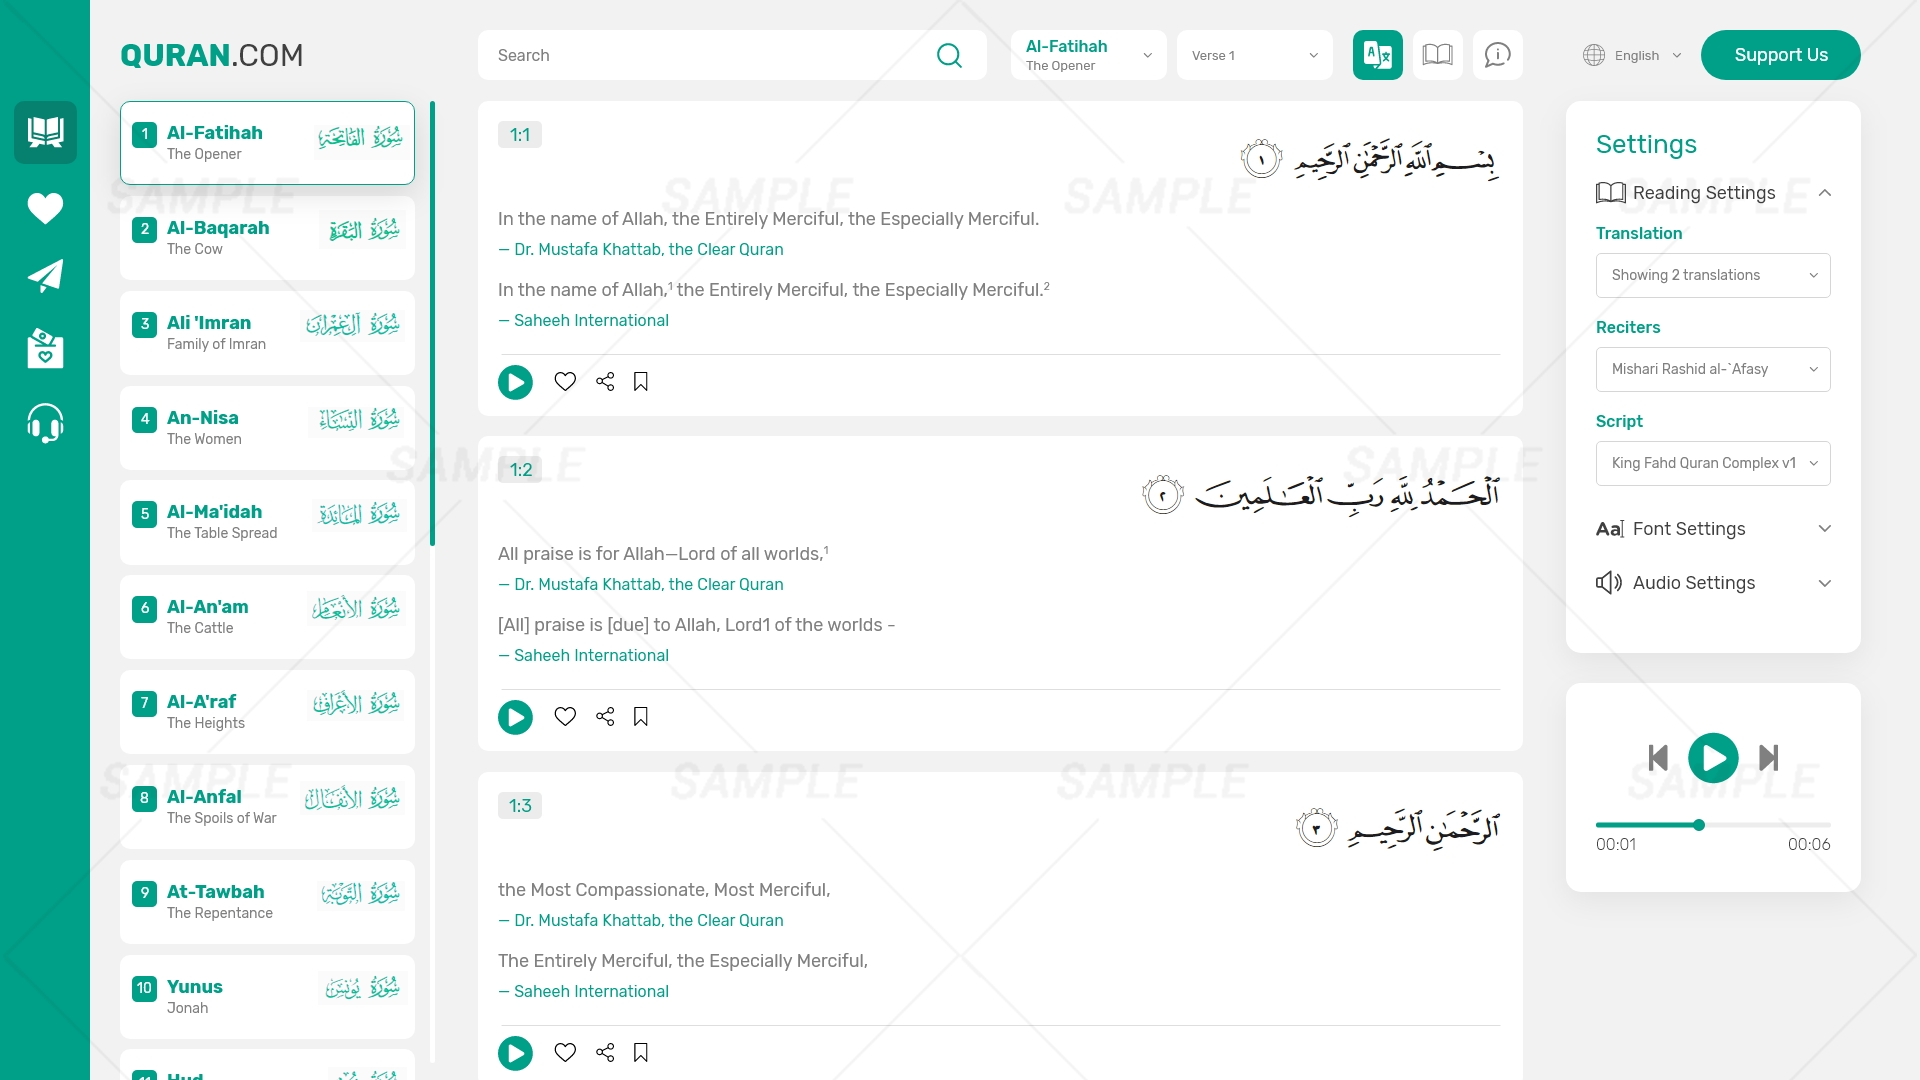 QURAN.COM
Search
Al-Fatihah
The Opener
Verse 1
English
Support Us
1
Al-Fatihah
The Opener
سُورَةُ الفَاتِحَةِ
2
Al-Baqarah
The Cow
سُورَةُ البَقَرَةِ
3
Ali 'Imran
Family of Imran
سُورَةُ آلِ عِمْرَانَ
4
An-Nisa
The Women
سُورَةُ النِّسَاءِ
5
Al-Ma'idah
The Table Spread
سُورَةُ المَائِدَةِ
6
Al-An'am
The Cattle
سُورَةُ الأَنْعَامِ
7
Al-A'raf
The Heights
سُورَةُ الأَعْرَافِ
8
Al-Anfal
The Spoils of War
سُورَةُ الأَنْفَالِ
9
At-Tawbah
The Repentance
سُورَةُ التَّوْبَةِ
10
Yunus
Jonah
سُورَةُ يُونُسَ
1:1
بِسْمِ ٱللَّهِ ٱلرَّحْمَٰنِ ٱلرَّحِيمِ ١
In the name of Allah, the Entirely Merciful, the Especially Merciful.
— Dr. Mustafa Khattab, the Clear Quran
In the name of Allah,¹ the Entirely Merciful, the Especially Merciful.²
— Saheeh International
1:2
ٱلْحَمْدُ لِلَّهِ رَبِّ ٱلْعَٰلَمِينَ ٢
All praise is for Allah—Lord of all worlds,¹
— Dr. Mustafa Khattab, the Clear Quran
[All] praise is [due] to Allah, Lord1 of the worlds -
— Saheeh International
1:3
ٱلرَّحْمَٰنِ ٱلرَّحِيمِ ٣
the Most Compassionate, Most Merciful,
— Dr. Mustafa Khattab, the Clear Quran
The Entirely Merciful, the Especially Merciful,
— Saheeh International
Settings
Reading Settings
Translation
Showing 2 translations
Reciters
Mishari Rashid al-`Afasy
Script
King Fahd Quran Complex v1
Aa Font Settings
Audio Settings
00:01
00:06
SAMPLE
SAMPLE
SAMPLE
SAMPLE
SAMPLE
SAMPLE
SAMPLE
SAMPLE
SAMPLE
SAMPLE